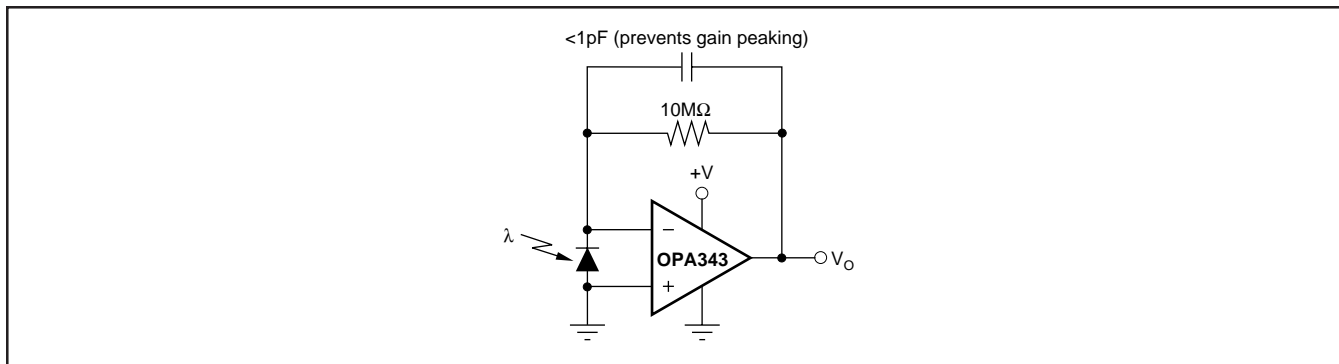 <1pF (prevents gain peaking)
10MΩ
+V
λ
−
OPA343
+
V_O